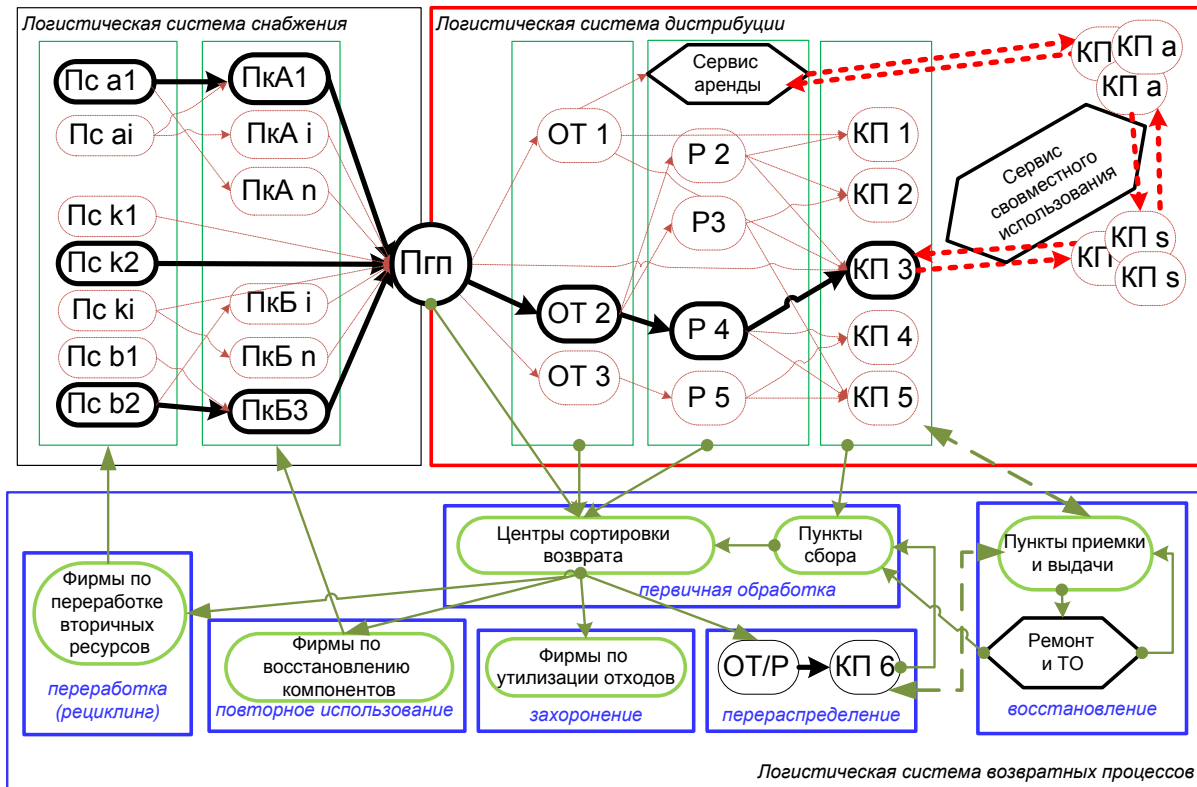 Логистическая система снабжения
Логистическая система дистрибуции
Пс a1
Пс ai
Пс k1
Пс k2
Пс ki
Пс b1
Пс b2
ПкА1
ПкА i
ПкА n
ПкБ i
ПкБ n
ПкБ3
Пгп
ОТ 1
ОТ 2
ОТ 3
Сервис
аренды
Р 2
Р3
Р 4
Р 5
КП 1
КП 2
КП 3
КП 4
КП 5
КП
КП a
КП a
Сервис
свовместного
использования
КП s
КП
КП s
Центры сортировки
возврата
Пункты
сбора
первичная обработка
Пункты приемки
и выдачи
Ремонт
и ТО
восстановление
Фирмы по
переработке
вторичных
ресурсов
переработка
(рециклинг)
Фирмы по
восстановлению
компонентов
повторное использование
Фирмы по
утилизации отходов
захоронение
ОТ/Р
КП 6
перераспределение
Логистическая система возвратных процессов